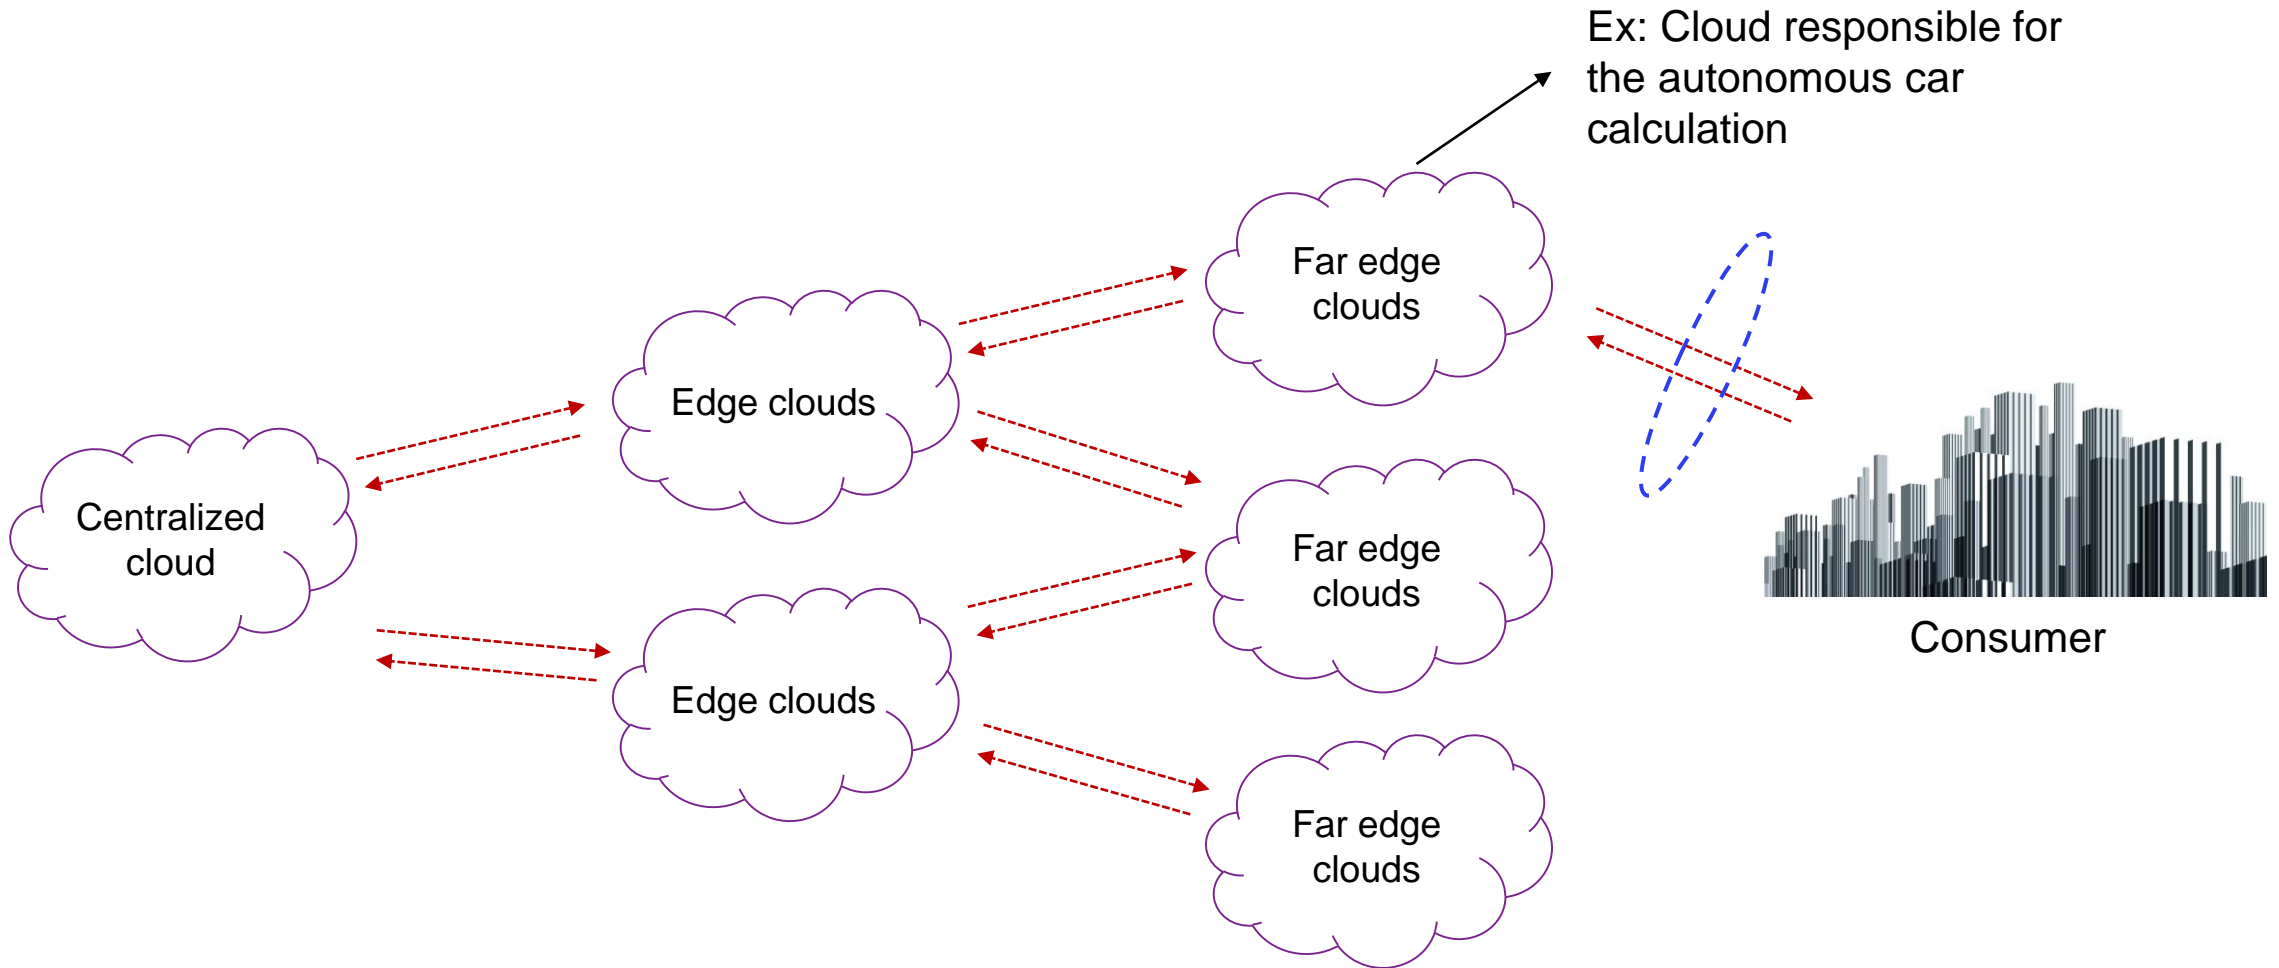 Ex: Cloud responsible for
the autonomous car
calculation
Far edge
clouds
Edge clouds
Centralized
cloud
Far edge
clouds
Consumer
Edge clouds
Far edge
clouds